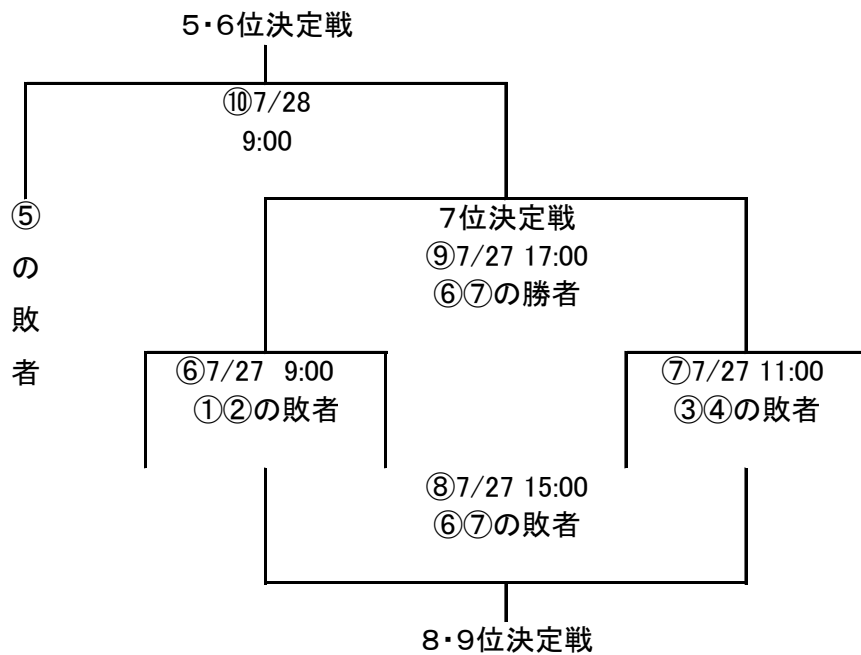 5・6位決定戦
⑩7/28
9:00
⑤の敗者
7位決定戦
⑨7/27 17:00
⑥⑦の勝者
⑥7/27 9:00
①②の敗者
⑦7/27 11:00
③④の敗者
⑧7/27 15:00
⑥⑦の敗者
8・9位決定戦